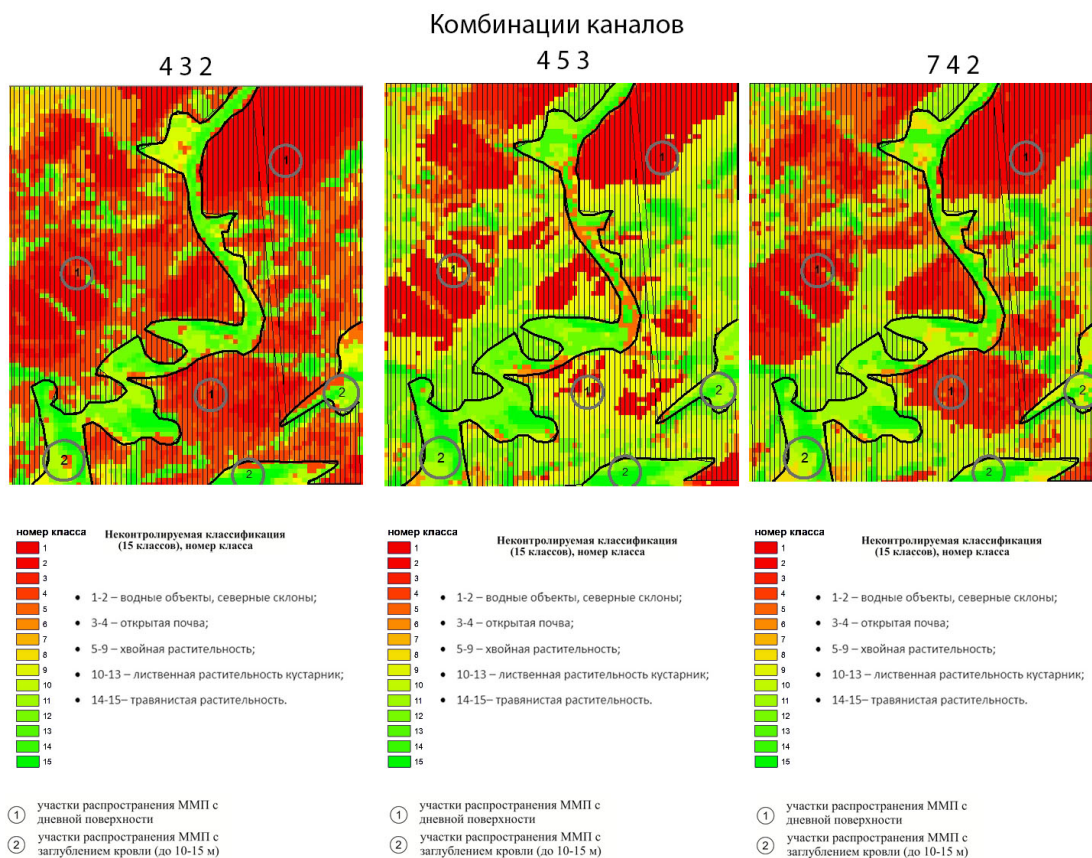 Комбинации каналов
4 3 2
4 5 3
7 4 2
1
1
1
2
2
2
1
1
1
2
2
2
1
1
1
2
2
2
номер класса
Неконтролируемая классификация
(15 классов), номер класса
1
2
3
4
5
6
7
8
9
10
11
12
13
14
15
• 1-2 – водные объекты, северные склоны;
• 3-4 – открытая почва;
• 5-9 – хвойная растительность;
• 10-13 – лиственная растительность кустарник;
• 14-15– травянистая растительность.
1 участки распространения ММП с
дневной поверхности
2 участки распространения ММП с
заглублением кровли (до 10-15 м)
номер класса
Неконтролируемая классификация
(15 классов), номер класса
1
2
3
4
5
6
7
8
9
10
11
12
13
14
15
• 1-2 – водные объекты, северные склоны;
• 3-4 – открытая почва;
• 5-9 – хвойная растительность;
• 10-13 – лиственная растительность кустарник;
• 14-15– травянистая растительность.
1 участки распространения ММП с
дневной поверхности
2 участки распространения ММП с
заглублением кровли (до 10-15 м)
номер класса
Неконтролируемая классификация
(15 классов), номер класса
1
2
3
4
5
6
7
8
9
10
11
12
13
14
15
• 1-2 – водные объекты, северные склоны;
• 3-4 – открытая почва;
• 5-9 – хвойная растительность;
• 10-13 – лиственная растительность кустарник;
• 14-15– травянистая растительность.
1 участки распространения ММП с
дневной поверхности
2 участки распространения ММП с
заглублением кровли (до 10-15 м)